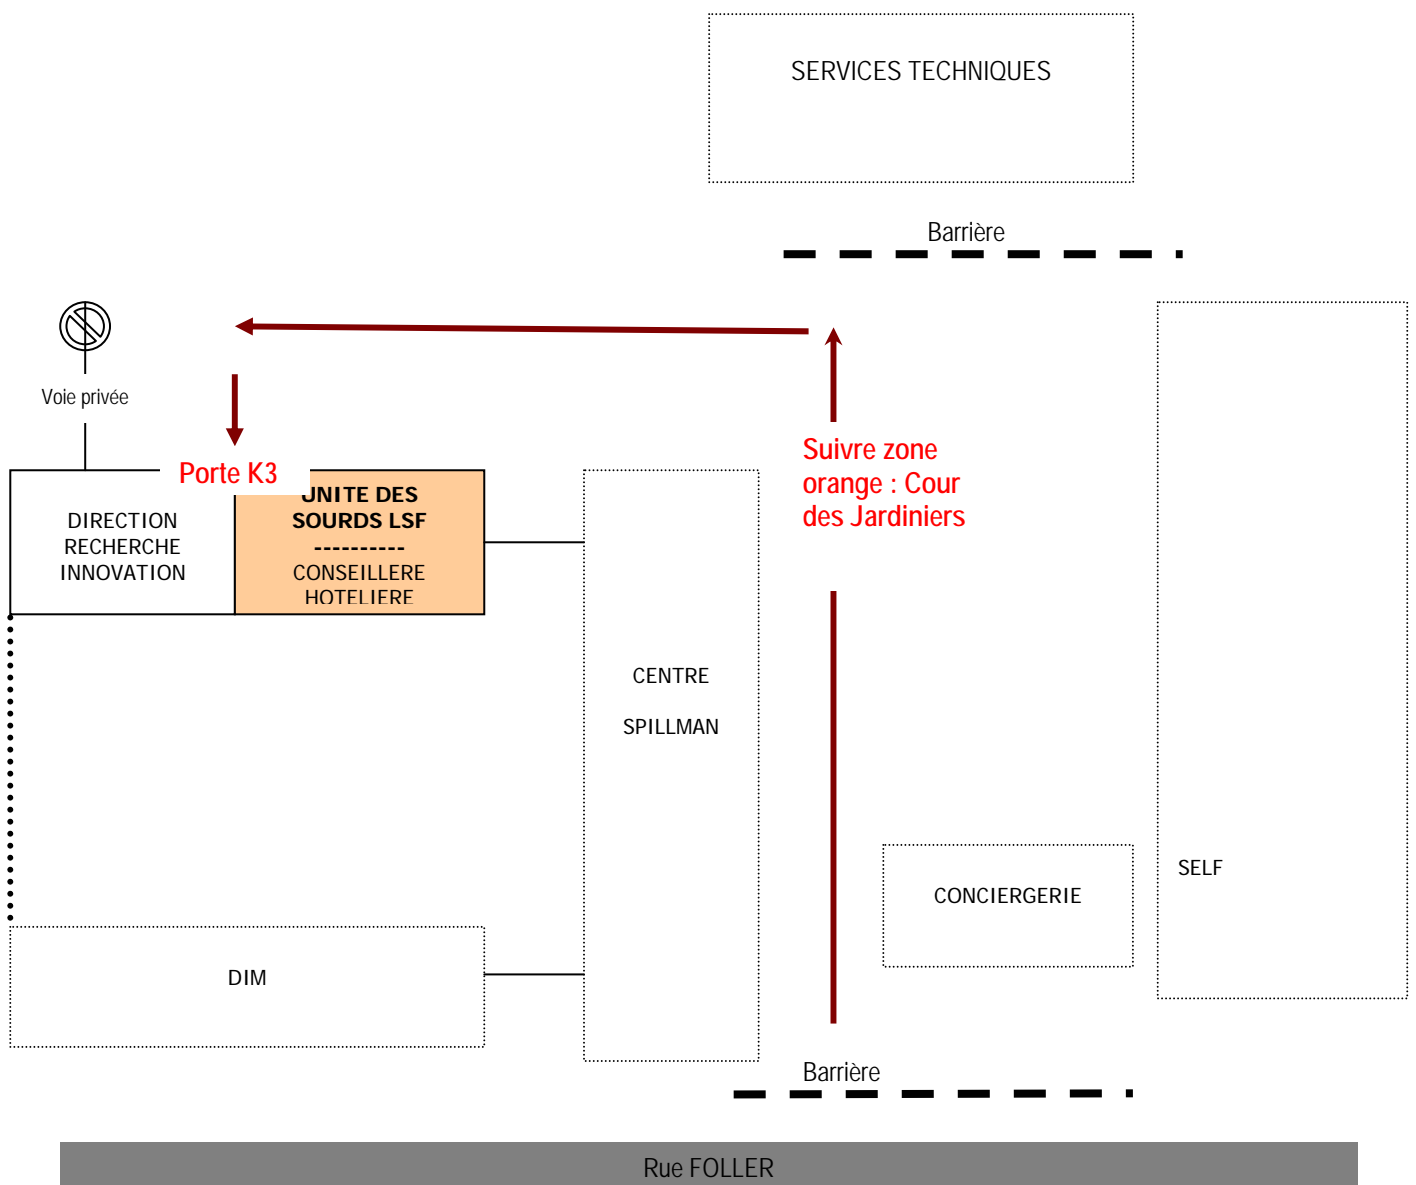 SERVICES TECHNIQUES
Barrière
Voie privée
Suivre zone
orange : Cour
des Jardiniers
Porte K3
DIRECTION
RECHERCHE
INNOVATION
UNITE DES
SOURDS LSF
----------
CONSEILLERE
HOTELIERE
CENTRE
SPILLMAN
SELF
CONCIERGERIE
DIM
Barrière
Rue FOLLER